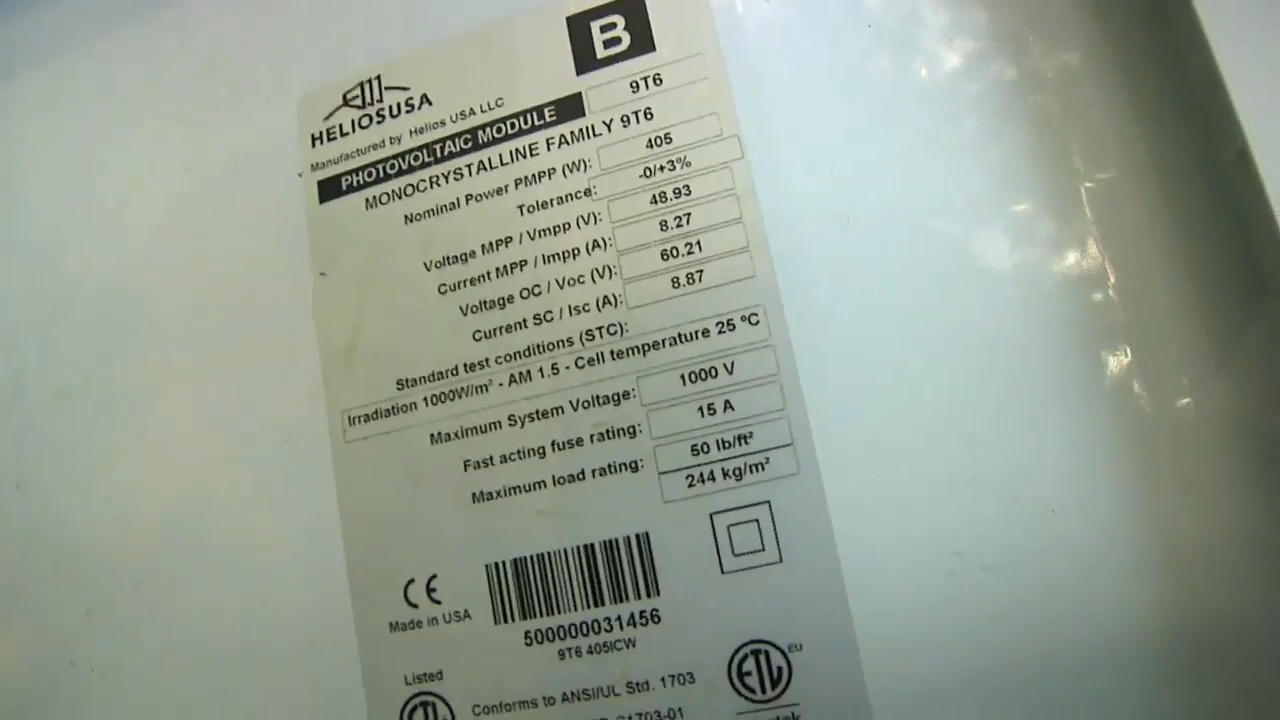 B
HELIOSUSA
Manufactured by Helios USA LLC
PHOTOVOLTAIC MODULE 9T6
MONOCRYSTALLINE FAMILY 9T6
Nominal Power PMPP (W): 405
Tolerance: -0/+3%
Voltage MPP / Vmpp (V): 48.93
Current MPP / Impp (A): 8.27
Voltage OC / Voc (V): 60.21
Current SC / Isc (A): 8.87
Standard test conditions (STC):
Irradiation 1000W/m² - AM 1.5 - Cell temperature 25 ºC
Maximum System Voltage: 1000 V
Fast acting fuse rating: 15 A
Maximum load rating: 50 lb/ft²
244 kg/m²
CE
Made in USA
500000031456
9T6 405ICW
Listed
ETL EU
Conforms to ANSI/UL Std. 1703